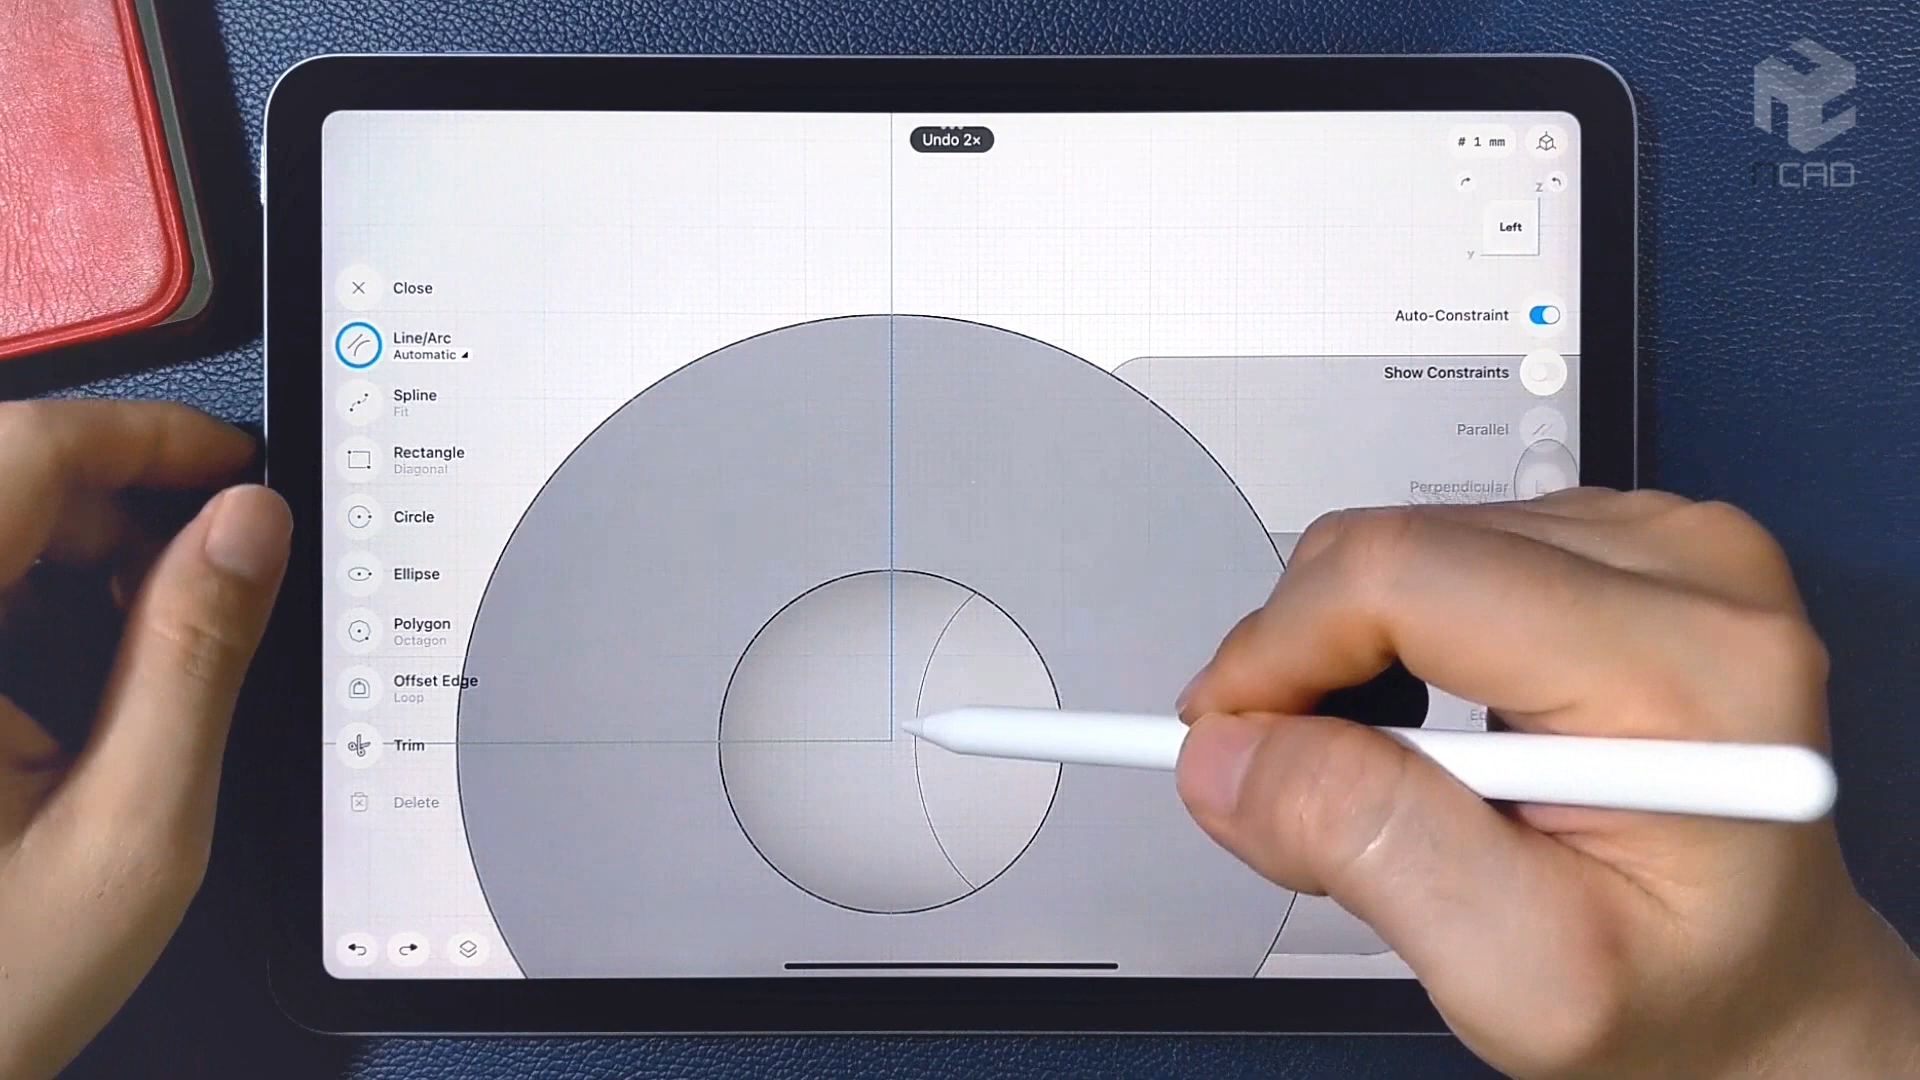 Undo 2×
# 1 mm
Z
Left
Y
Close
Line/Arc
Automatic
Spline
Fit
Rectangle
Diagonal
Circle
Ellipse
Polygon
Octagon
Offset Edge
Loop
Trim
Delete
Auto-Constraint
Show Constraints
Parallel
Perpendicular
NCAD